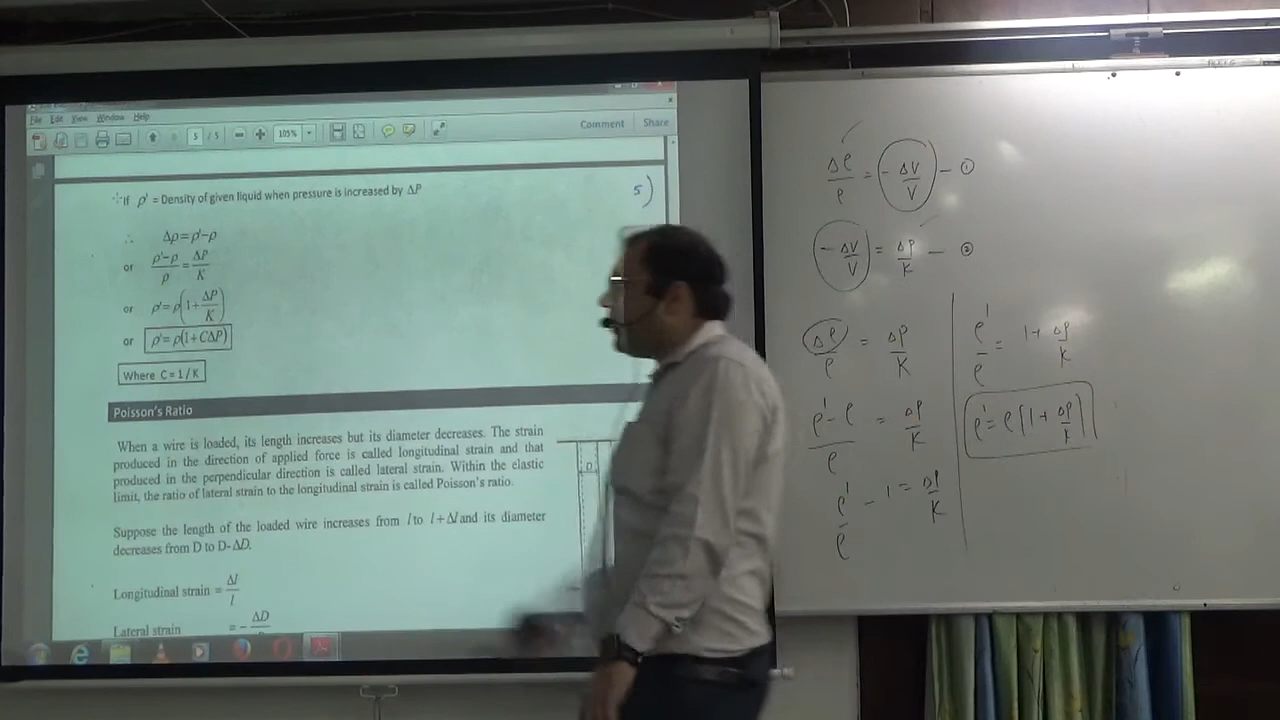 File Edit View Window Help
5 / 5 105% Comment Share
∵ If ρ' = Density of given liquid when pressure is increased by ΔP
5)
∴ Δρ=ρ'-ρ
or (ρ'-ρ)/ρ = ΔP/K
or ρ'=ρ(1+ΔP/K)
or ρ'=ρ(1+CΔP)
Where C=1/K
Poisson's Ratio
When a wire is loaded, its length increases but its diameter decreases. The strain
produced in the direction of applied force is called longitudinal strain and that
produced in the perpendicular direction is called lateral strain. Within the elastic
limit, the ratio of lateral strain to the longitudinal strain is called Poisson's ratio.
Suppose the length of the loaded wire increases from l to l+Δl and its diameter
decreases from D to D-ΔD.
Longitudinal strain = Δl/l
Lateral strain = - ΔD
D
Δρ/ρ = -ΔV/V - ①
-ΔV/V = ΔP/K - ②
Δρ/ρ = ΔP/K
(ρ'-ρ)/ρ = ΔP/K
ρ'/ρ - 1 = ΔP/K
ρ'/ρ = 1+ ΔP/K
ρ' = ρ[1+ΔP/K]